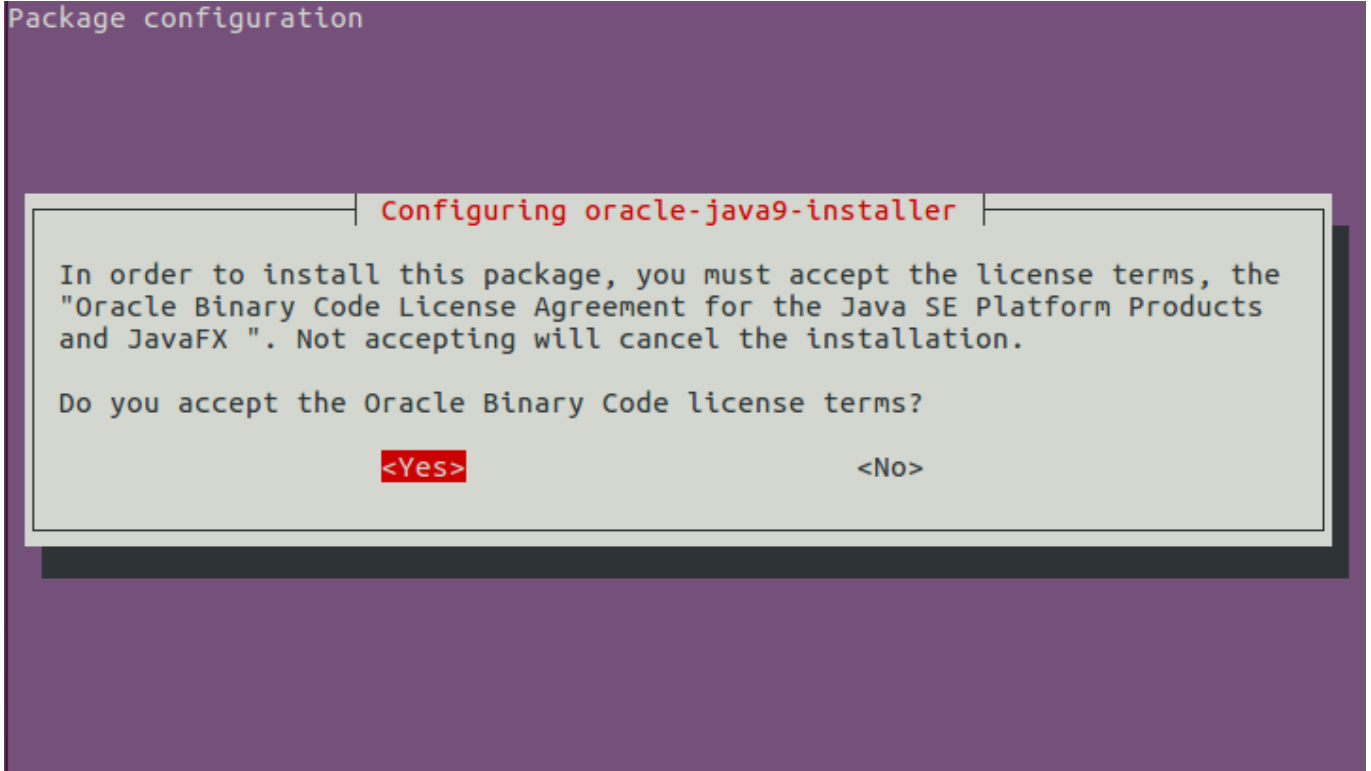 Package configuration
Configuring oracle-java9-installer
In order to install this package, you must accept the license terms, the
"Oracle Binary Code License Agreement for the Java SE Platform Products
and JavaFX ". Not accepting will cancel the installation.
Do you accept the Oracle Binary Code license terms?
<Yes> <No>